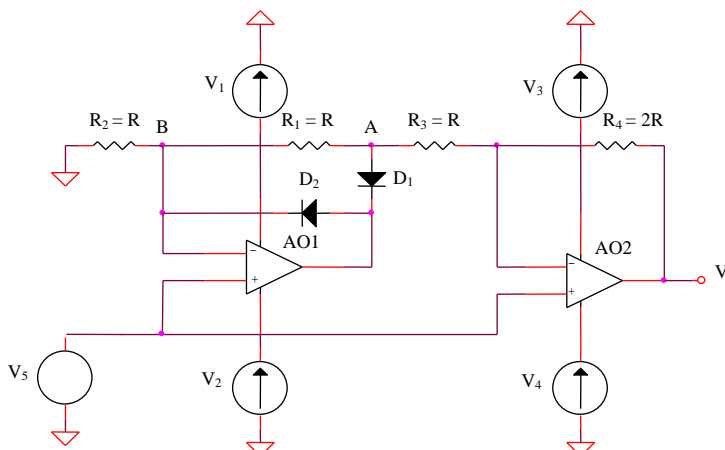 V1
V3
R2 = R
B
R1 = R
A
R3 = R
R4 = 2R
D2
D1
AO1
AO2
−
+
−
+
V
V5
V2
V4